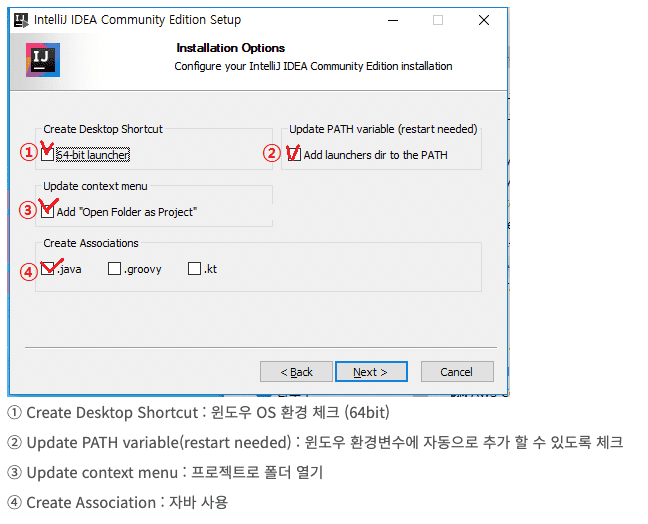 IntelliJ IDEA Community Edition Setup
IJ
Installation Options
Configure your IntelliJ IDEA Community Edition installation
Create Desktop Shortcut
① 64-bit launcher
Update PATH variable (restart needed)
② Add launchers dir to the PATH
Update context menu
③ Add "Open Folder as Project"
Create Associations
④ .java .groovy .kt
< Back Next > Cancel
① Create Desktop Shortcut : 윈도우 OS 환경 체크 (64bit)
② Update PATH variable(restart needed) : 윈도우 환경변수에 자동으로 추가 할 수 있도록 체크
③ Update context menu : 프로젝트로 폴더 열기
④ Create Association : 자바 사용